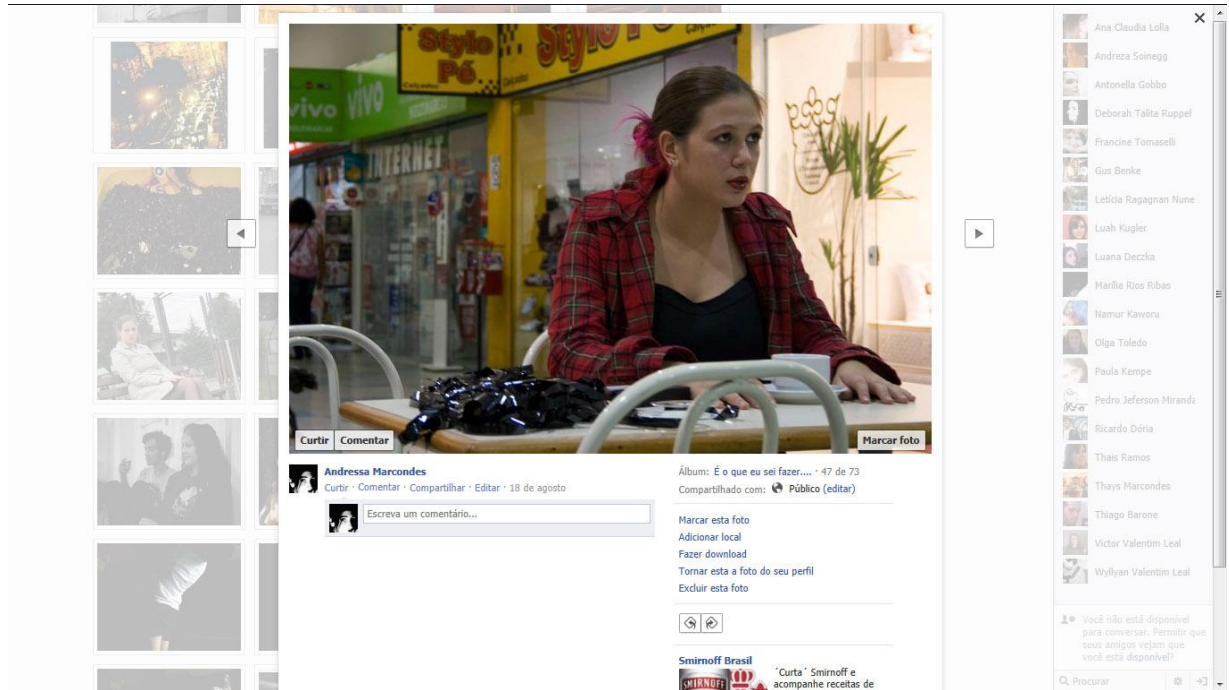 Stylo
Pé
Calçados
Stylo P
Calça
vivo
vivo
INTERNET
Curtir
Comentar
Marcar foto
Andressa Marcondes
Curtir · Comentar · Compartilhar · Editar · 18 de agosto
Escreva um comentário...
Álbum: É o que eu sei fazer.... · 47 de 73
Compartilhado com: Público (editar)
Marcar esta foto
Adicionar local
Fazer download
Tornar esta a foto do seu perfil
Excluir esta foto
Smirnoff Brasil
SMIRNOFF
´Curta´ Smirnoff e
acompanhe receitas de
Ana Claudia Lolla
Andreza Soinegg
Antonella Gobbo
Deborah Talita Ruppel
Francine Tomaselli
Gus Benke
Letícia Ragagnan Nune
Luah Kugler
Luana Deczka
Marília Rios Ribas
Namur Kaworu
Olga Toledo
Paula Kempe
Pedro Jeferson Miranda
Ricardo Dória
Thais Ramos
Thays Marcondes
Thiago Barone
Victor Valentim Leal
Wyllyan Valentim Leal
Você não está disponível
para conversar. Permitir que
seus amigos vejam que
você está disponível?
Procurar